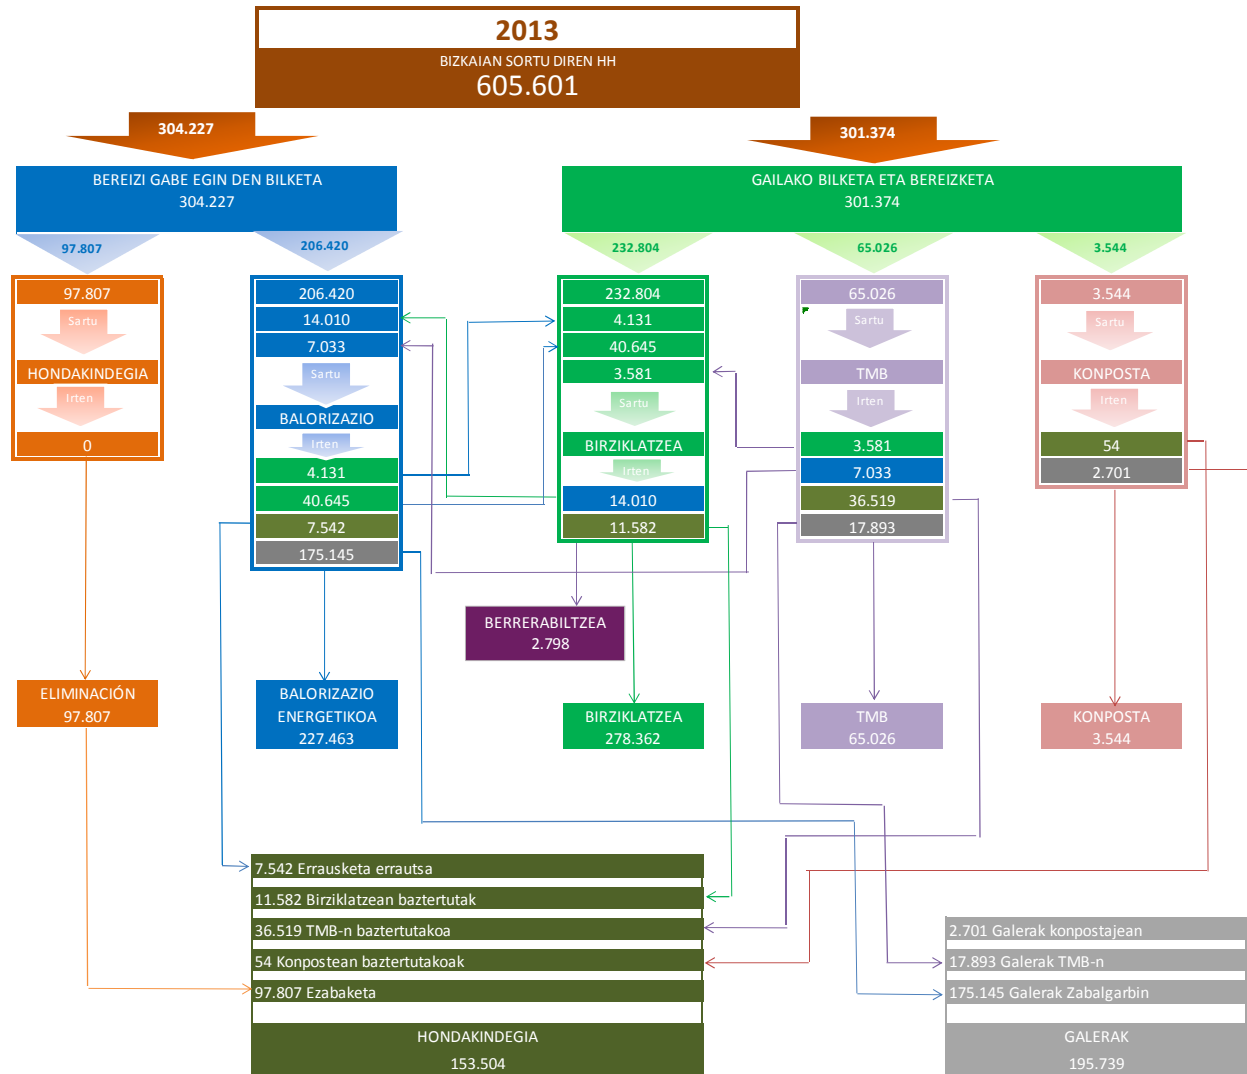 2013
BIZKAIAN SORTU DIREN HH
605.601
304.227
301.374
BEREIZI GABE EGIN DEN BILKETA
304.227
GAILAKO BILKETA ETA BEREIZKETA
301.374
97.807
206.420
232.804
65.026
3.544
97.807
Sartu
HONDAKINDEGIA
Irten
0
206.420
14.010
7.033
Sartu
BALORIZAZIO
Irten
4.131
40.645
7.542
175.145
232.804
4.131
40.645
3.581
Sartu
BIRZIKLATZEA
Irten
14.010
11.582
65.026
Sartu
TMB
Irten
3.581
7.033
36.519
17.893
3.544
Sartu
KONPOSTA
Irten
54
2.701
BERRERABILTZEA
2.798
ELIMINACIÓN
97.807
BALORIZAZIO
ENERGETIKOA
227.463
BIRZIKLATZEA
278.362
TMB
65.026
KONPOSTA
3.544
7.542 Errausketa errautsa
11.582 Birziklatzean baztertutak
36.519 TMB-n baztertutakoa
54 Konpostean baztertutakoak
97.807 Ezabaketa
HONDAKINDEGIA
153.504
2.701 Galerak konpostajean
17.893 Galerak TMB-n
175.145 Galerak Zabalgarbin
GALERAK
195.739